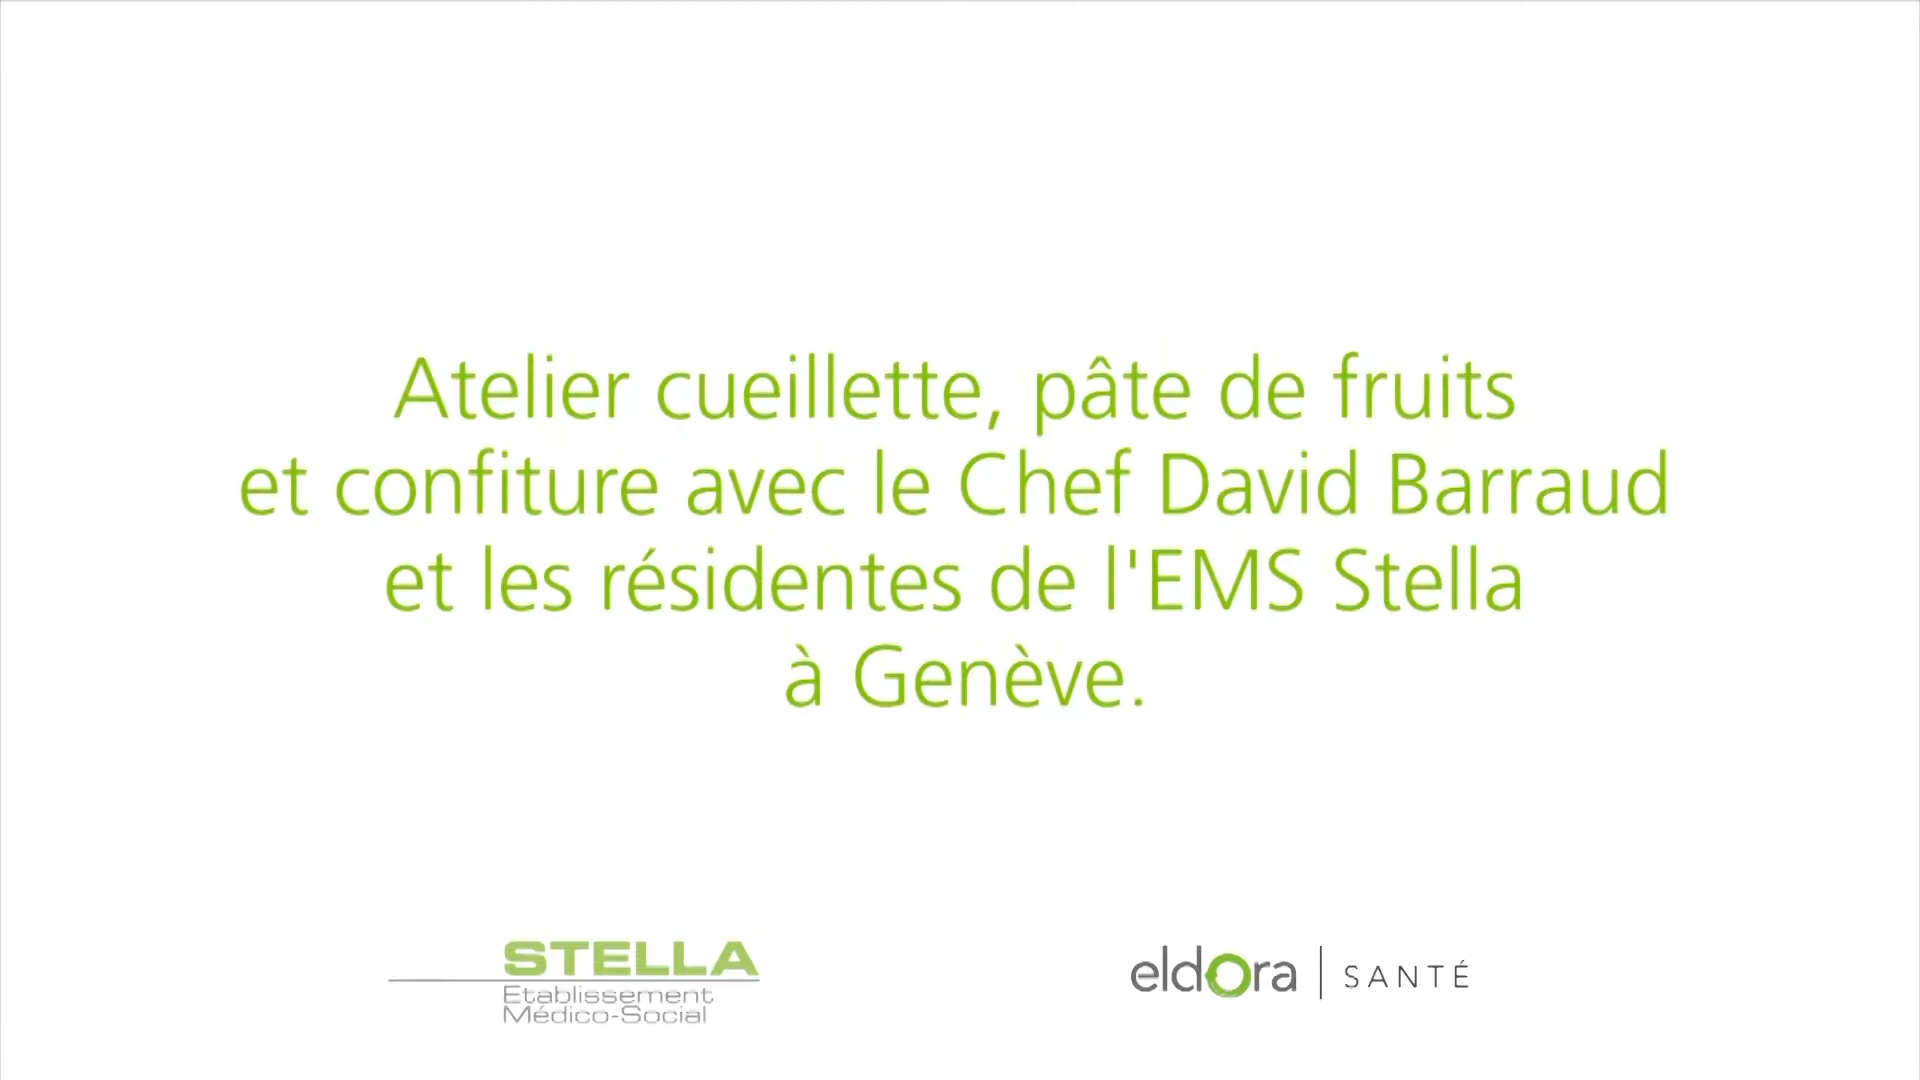 Atelier cueillette, pâte de fruits
et confiture avec le Chef David Barraud
et les résidentes de l'EMS Stella
à Genève.
STELLA
Etablissement
Médico-Social
eldora | SANTÉ